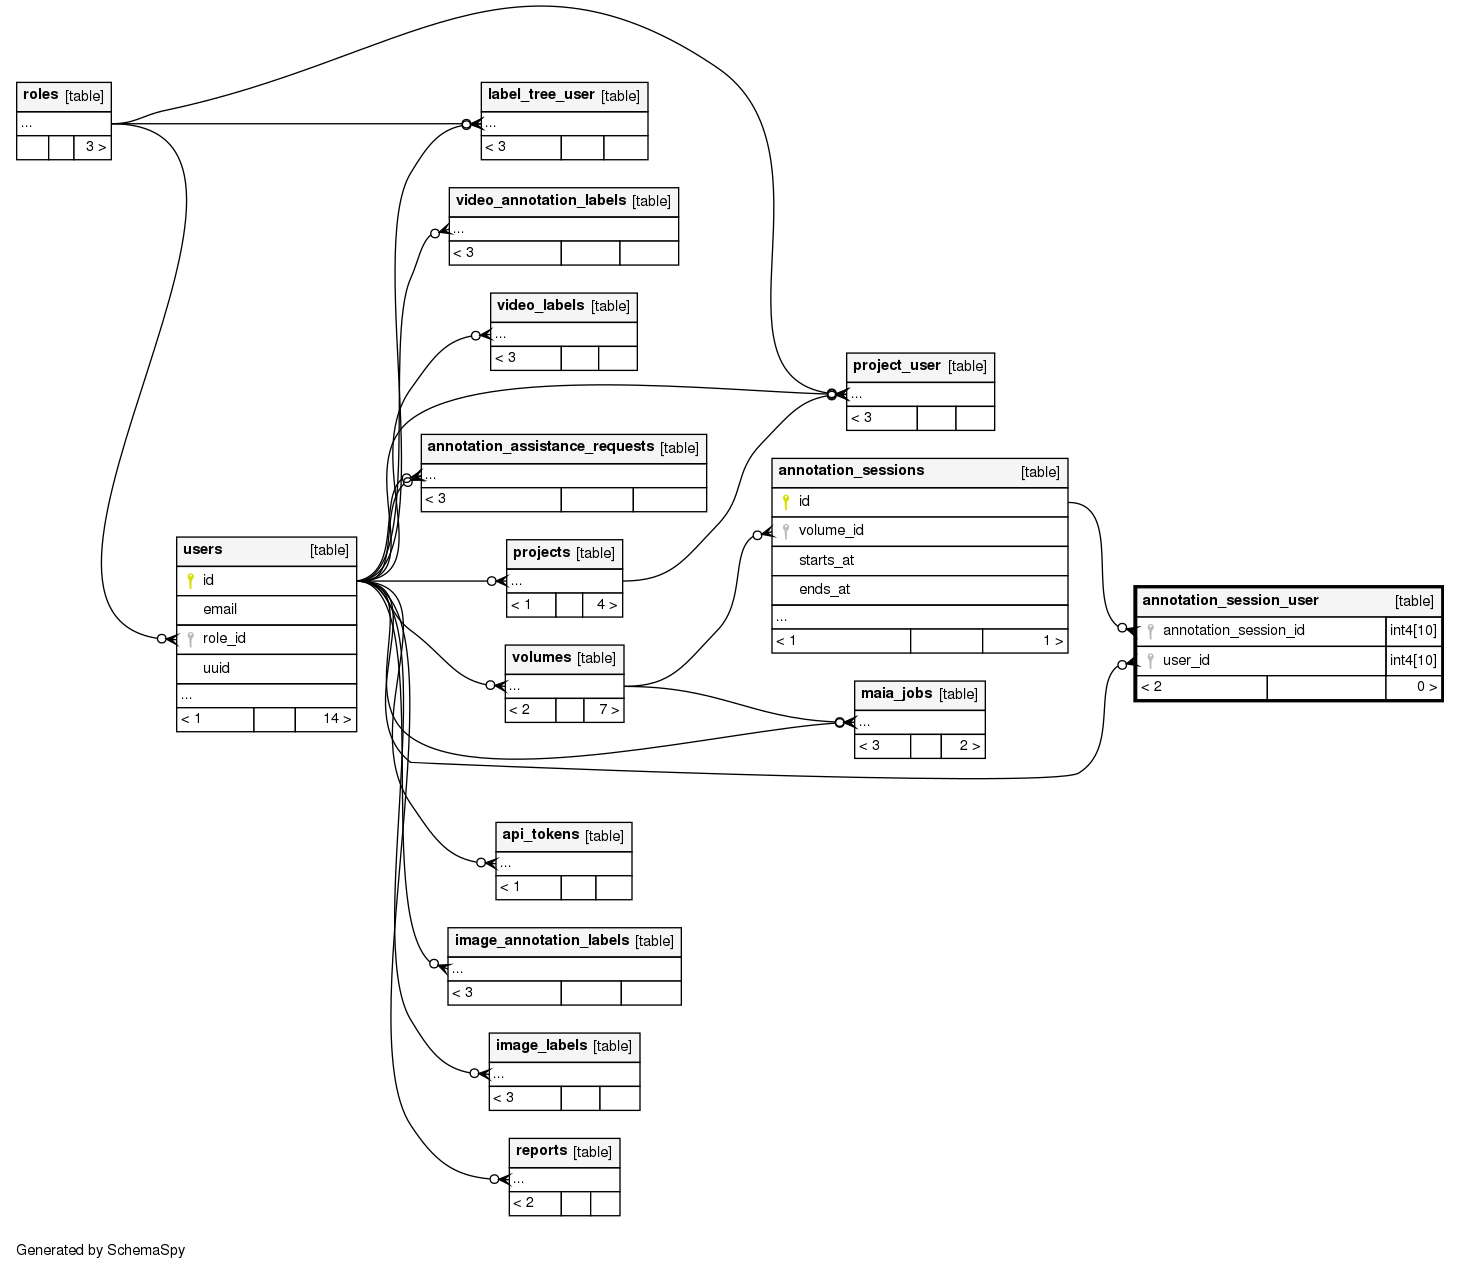 roles [table]
...
3 >
label_tree_user [table]
...
< 3
video_annotation_labels [table]
...
< 3
video_labels [table]
...
< 3
project_user [table]
...
< 3
annotation_assistance_requests [table]
...
< 3
annotation_sessions [table]
id
volume_id
starts_at
ends_at
...
< 1 1 >
users [table]
id
email
role_id
uuid
...
< 1 14 >
projects [table]
...
< 1 4 >
annotation_session_user [table]
annotation_session_id int4[10]
user_id int4[10]
< 2 0 >
volumes [table]
...
< 2 7 >
maia_jobs [table]
...
< 3 2 >
api_tokens [table]
...
< 1
image_annotation_labels [table]
...
< 3
image_labels [table]
...
< 3
reports [table]
...
< 2
Generated by SchemaSpy